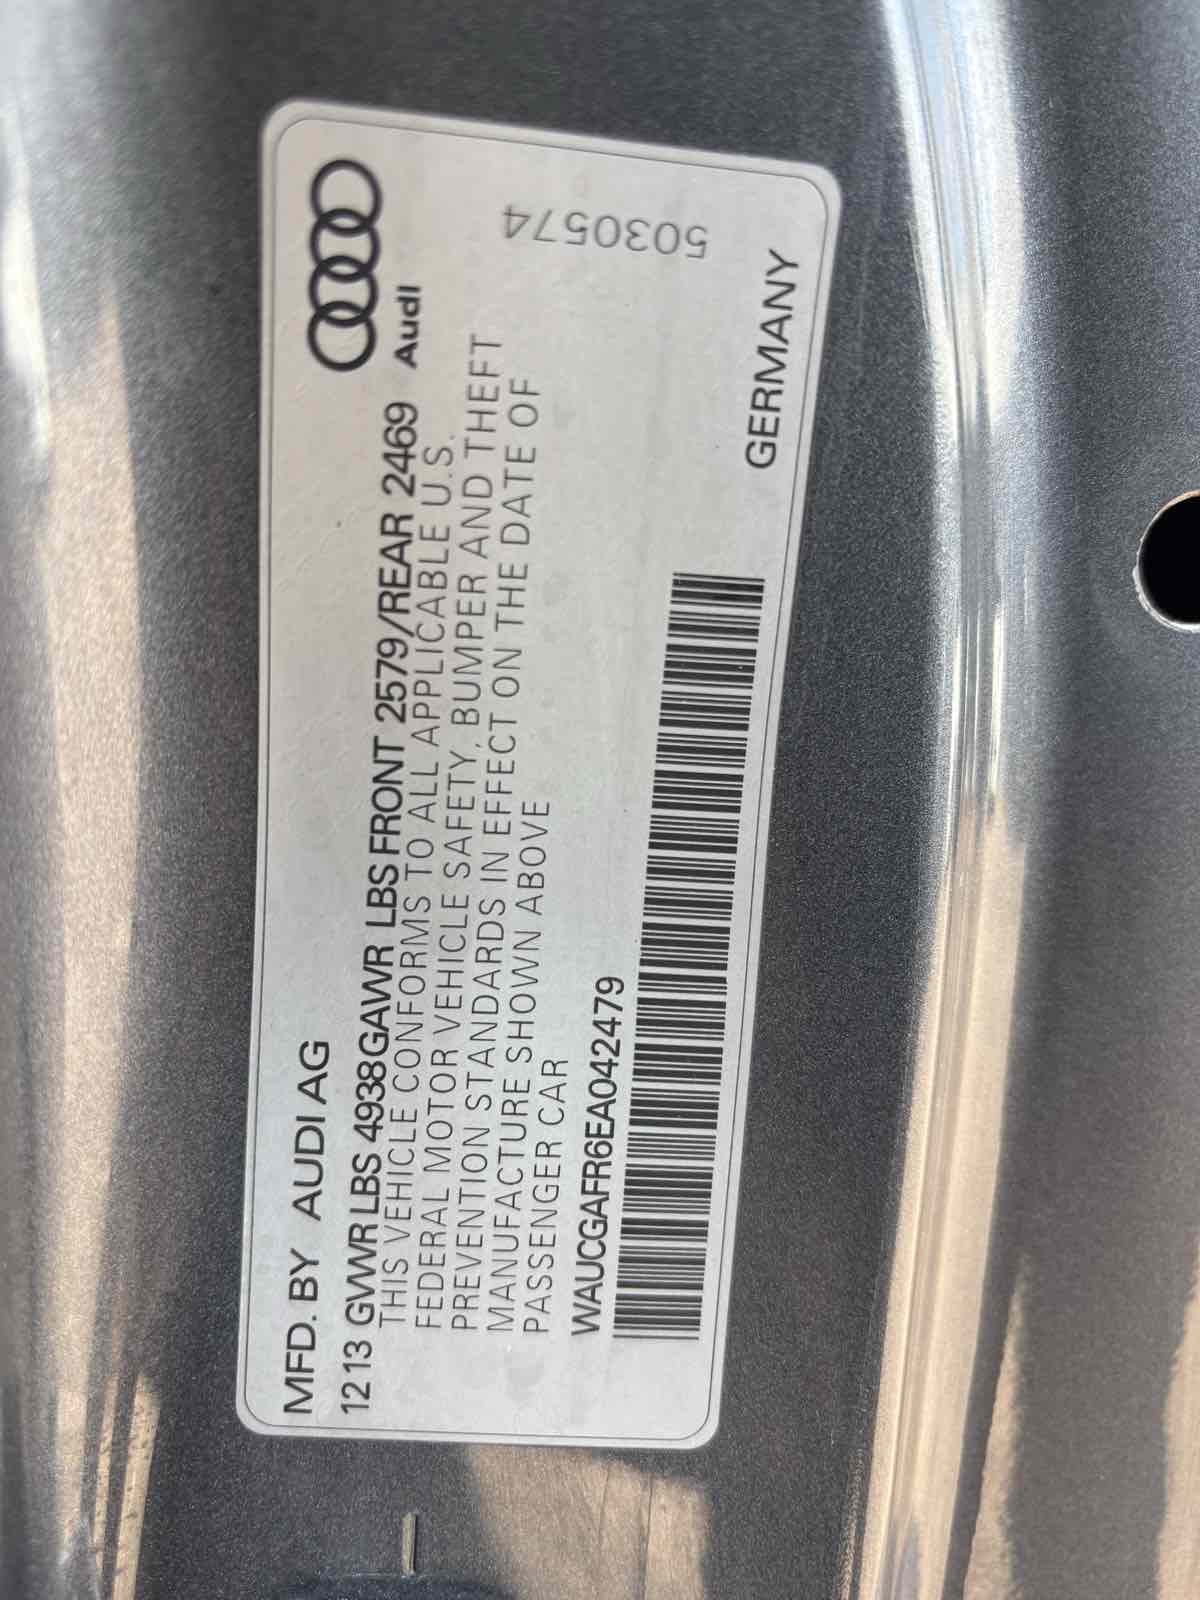 MFD. BY AUDI AG
12 13 GVWR LBS 4938 GAWR LBS FRONT 2579/REAR 2469
Audi
THIS VEHICLE CONFORMS TO ALL APPLICABLE U.S.
FEDERAL MOTOR VEHICLE SAFETY, BUMPER AND THEFT
PREVENTION STANDARDS IN EFFECT ON THE DATE OF
MANUFACTURE SHOWN ABOVE
PASSENGER CAR
WAUCGAFR6EA042479
5030574
GERMANY